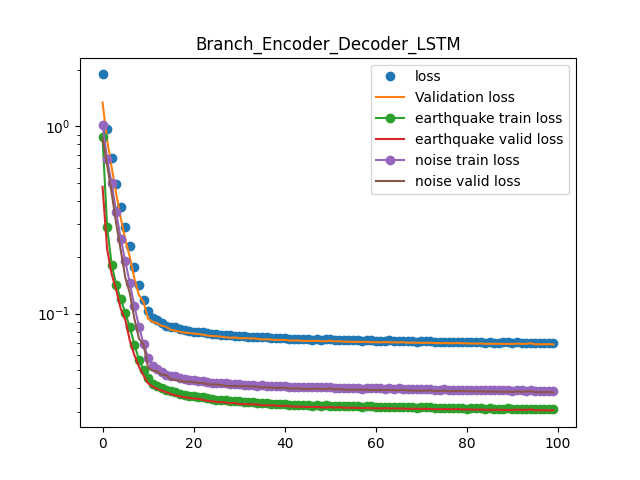 Branch_Encoder_Decoder_LSTM
loss
Validation loss
earthquake train loss
earthquake valid loss
noise train loss
noise valid loss
10⁰
10⁻¹
0 20 40 60 80 100